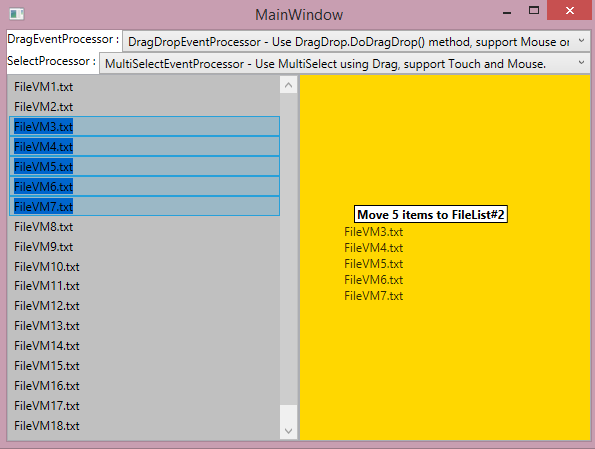 MainWindow
DragEventProcessor :
DragDropEventProcessor - Use DragDrop.DoDragDrop() method, support Mouse or
SelectProcessor :
MultiSelectEventProcessor - Use MultiSelect using Drag, support Touch and Mouse.
FileVM1.txt
FileVM2.txt
FileVM3.txt
FileVM4.txt
FileVM5.txt
FileVM6.txt
FileVM7.txt
FileVM8.txt
FileVM9.txt
FileVM10.txt
FileVM11.txt
FileVM12.txt
FileVM13.txt
FileVM14.txt
FileVM15.txt
FileVM16.txt
FileVM17.txt
FileVM18.txt
Move 5 items to FileList#2
FileVM3.txt
FileVM4.txt
FileVM5.txt
FileVM6.txt
FileVM7.txt